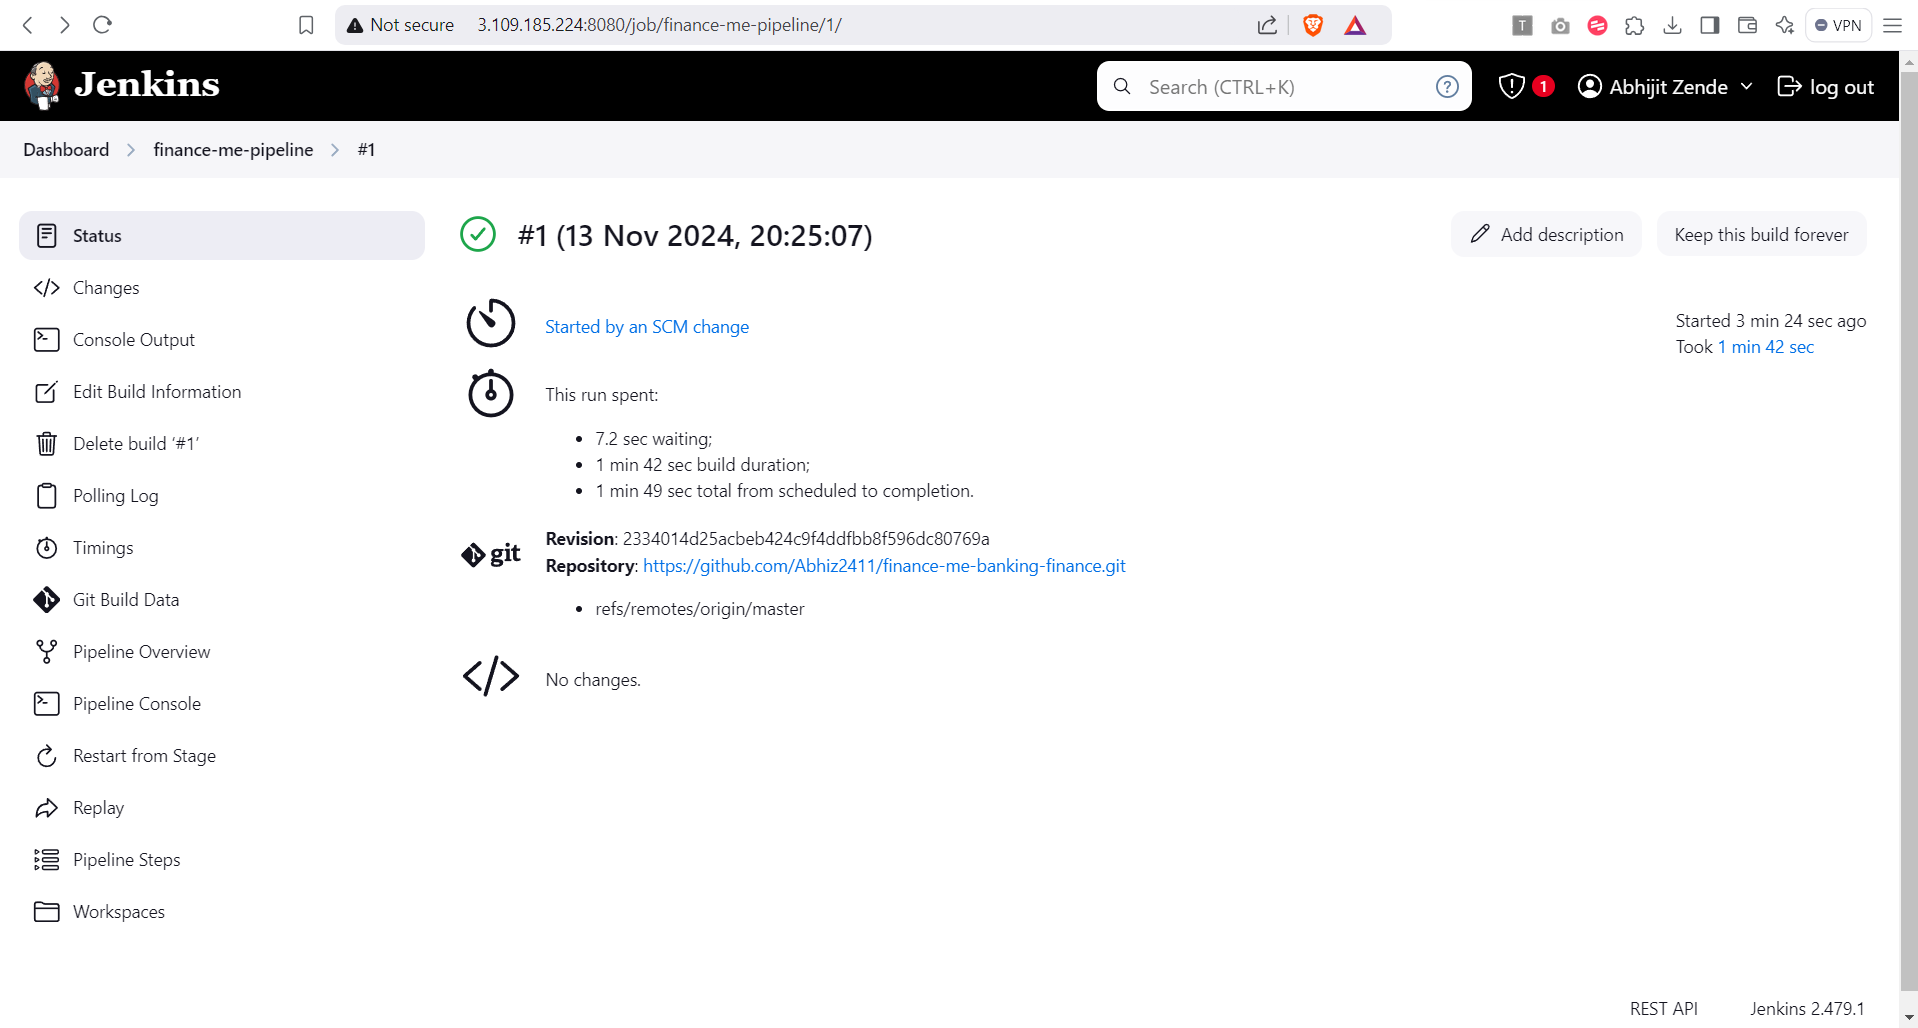 Not secure 3.109.185.224:8080/job/finance-me-pipeline/1/ T VPN
Jenkins Search (CTRL+K) ? 1 Abhijit Zende log out
Dashboard finance-me-pipeline #1
Status
Changes
Console Output
Edit Build Information
Delete build ‘#1’
Polling Log
Timings
Git Build Data
Pipeline Overview
Pipeline Console
Restart from Stage
Replay
Pipeline Steps
Workspaces
#1 (13 Nov 2024, 20:25:07)
Add description Keep this build forever
Started by an SCM change
Started 3 min 24 sec ago
Took 1 min 42 sec
This run spent:
• 7.2 sec waiting;
• 1 min 42 sec build duration;
• 1 min 49 sec total from scheduled to completion.
git
Revision: 2334014d25acbeb424c9f4ddfbb8f596dc80769a
Repository: https://github.com/Abhiz2411/finance-me-banking-finance.git
• refs/remotes/origin/master
No changes.
REST API Jenkins 2.479.1